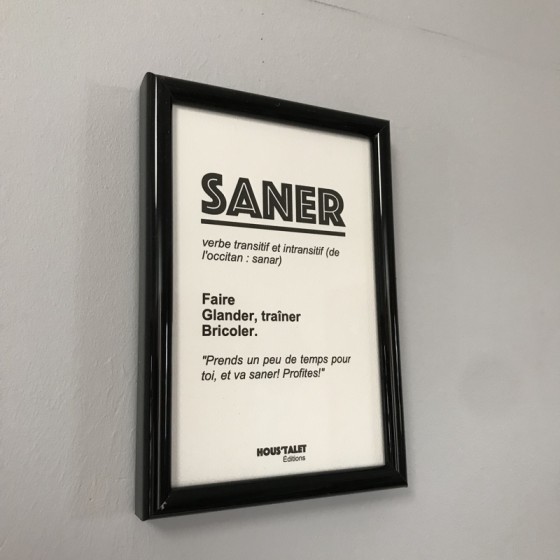 SANER
verbe transitif et intransitif (de
l'occitan : sanar)
Faire
Glander, traîner
Bricoler.
"Prends un peu de temps pour
toi, et va saner! Profites!"
HOUS'TALET
Éditions